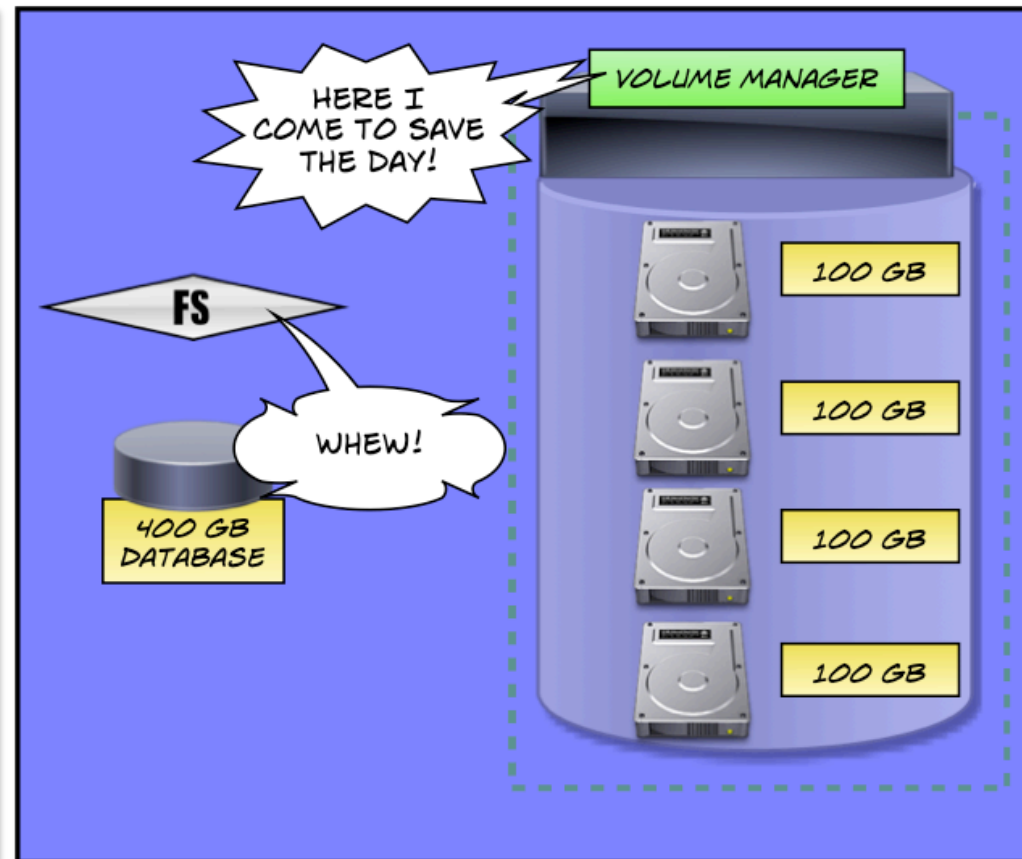 HERE I
COME TO SAVE
THE DAY!
VOLUME MANAGER
FS
WHEW!
400 GB
DATABASE
100 GB
100 GB
100 GB
100 GB